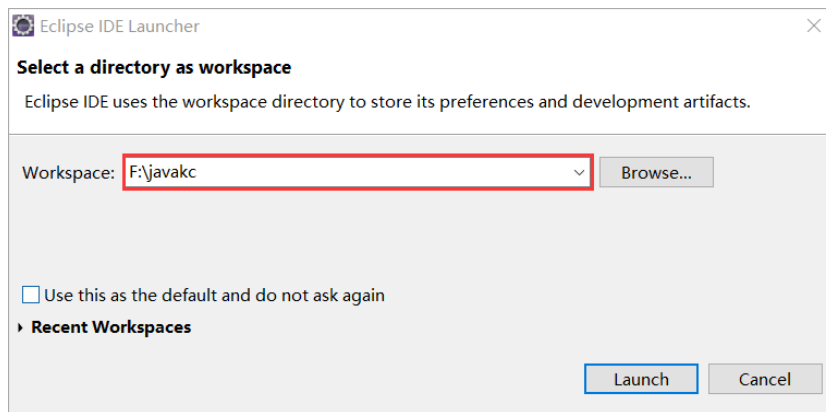 Eclipse IDE Launcher
Select a directory as workspace
Eclipse IDE uses the workspace directory to store its preferences and development artifacts.
Workspace: F:\javakc Browse...
Use this as the default and do not ask again
Recent Workspaces
Launch Cancel